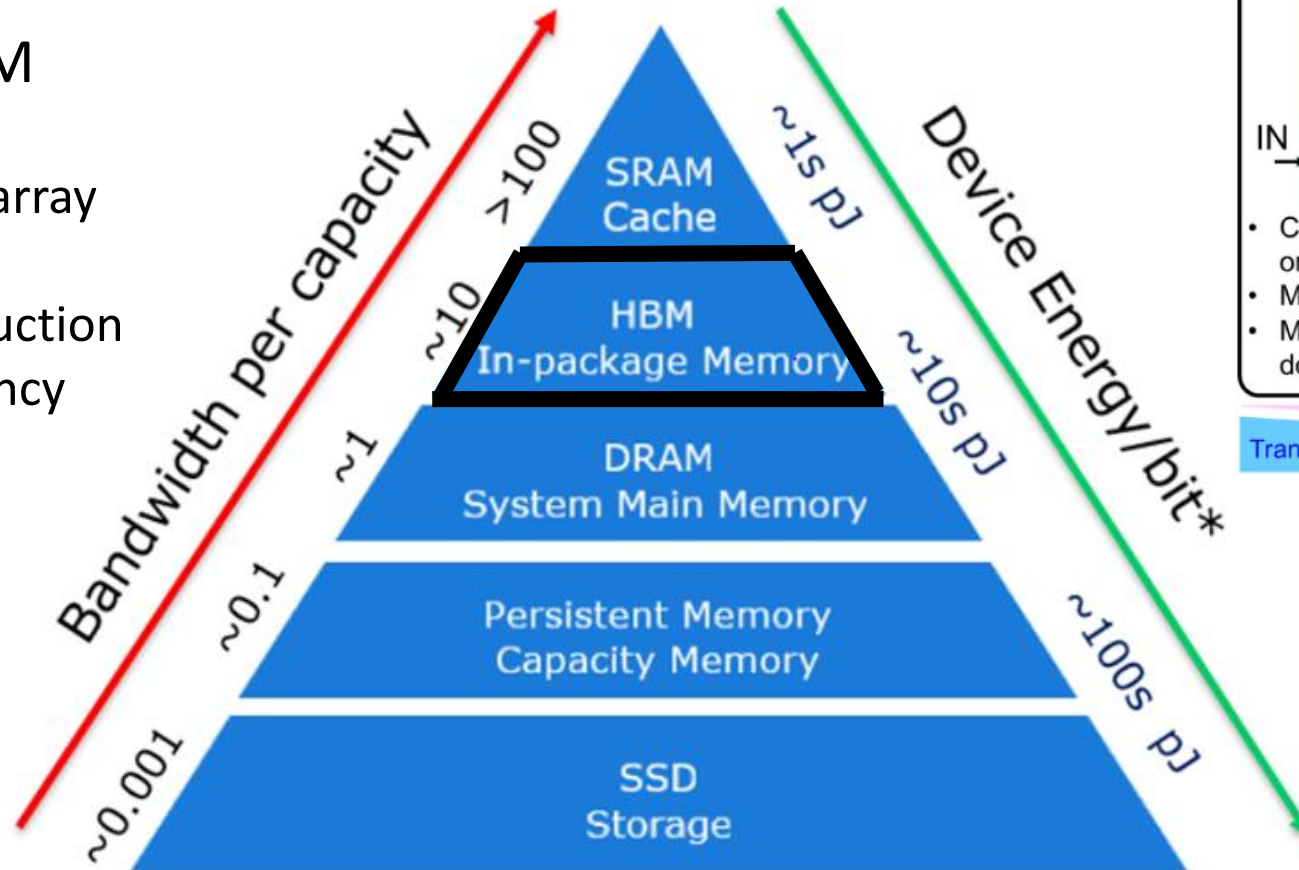 M
array
uction
ncy
Bandwidth per capacity
>100
~10
~1
~0.1
~0.001
SRAM
Cache
HBM
In-package Memory
DRAM
System Main Memory
Persistent Memory
Capacity Memory
SSD
Storage
~1s pJ
~10s pJ
~100s pJ
Device Energy/bit*
IN
• C
or
• M
• M
do
Tran